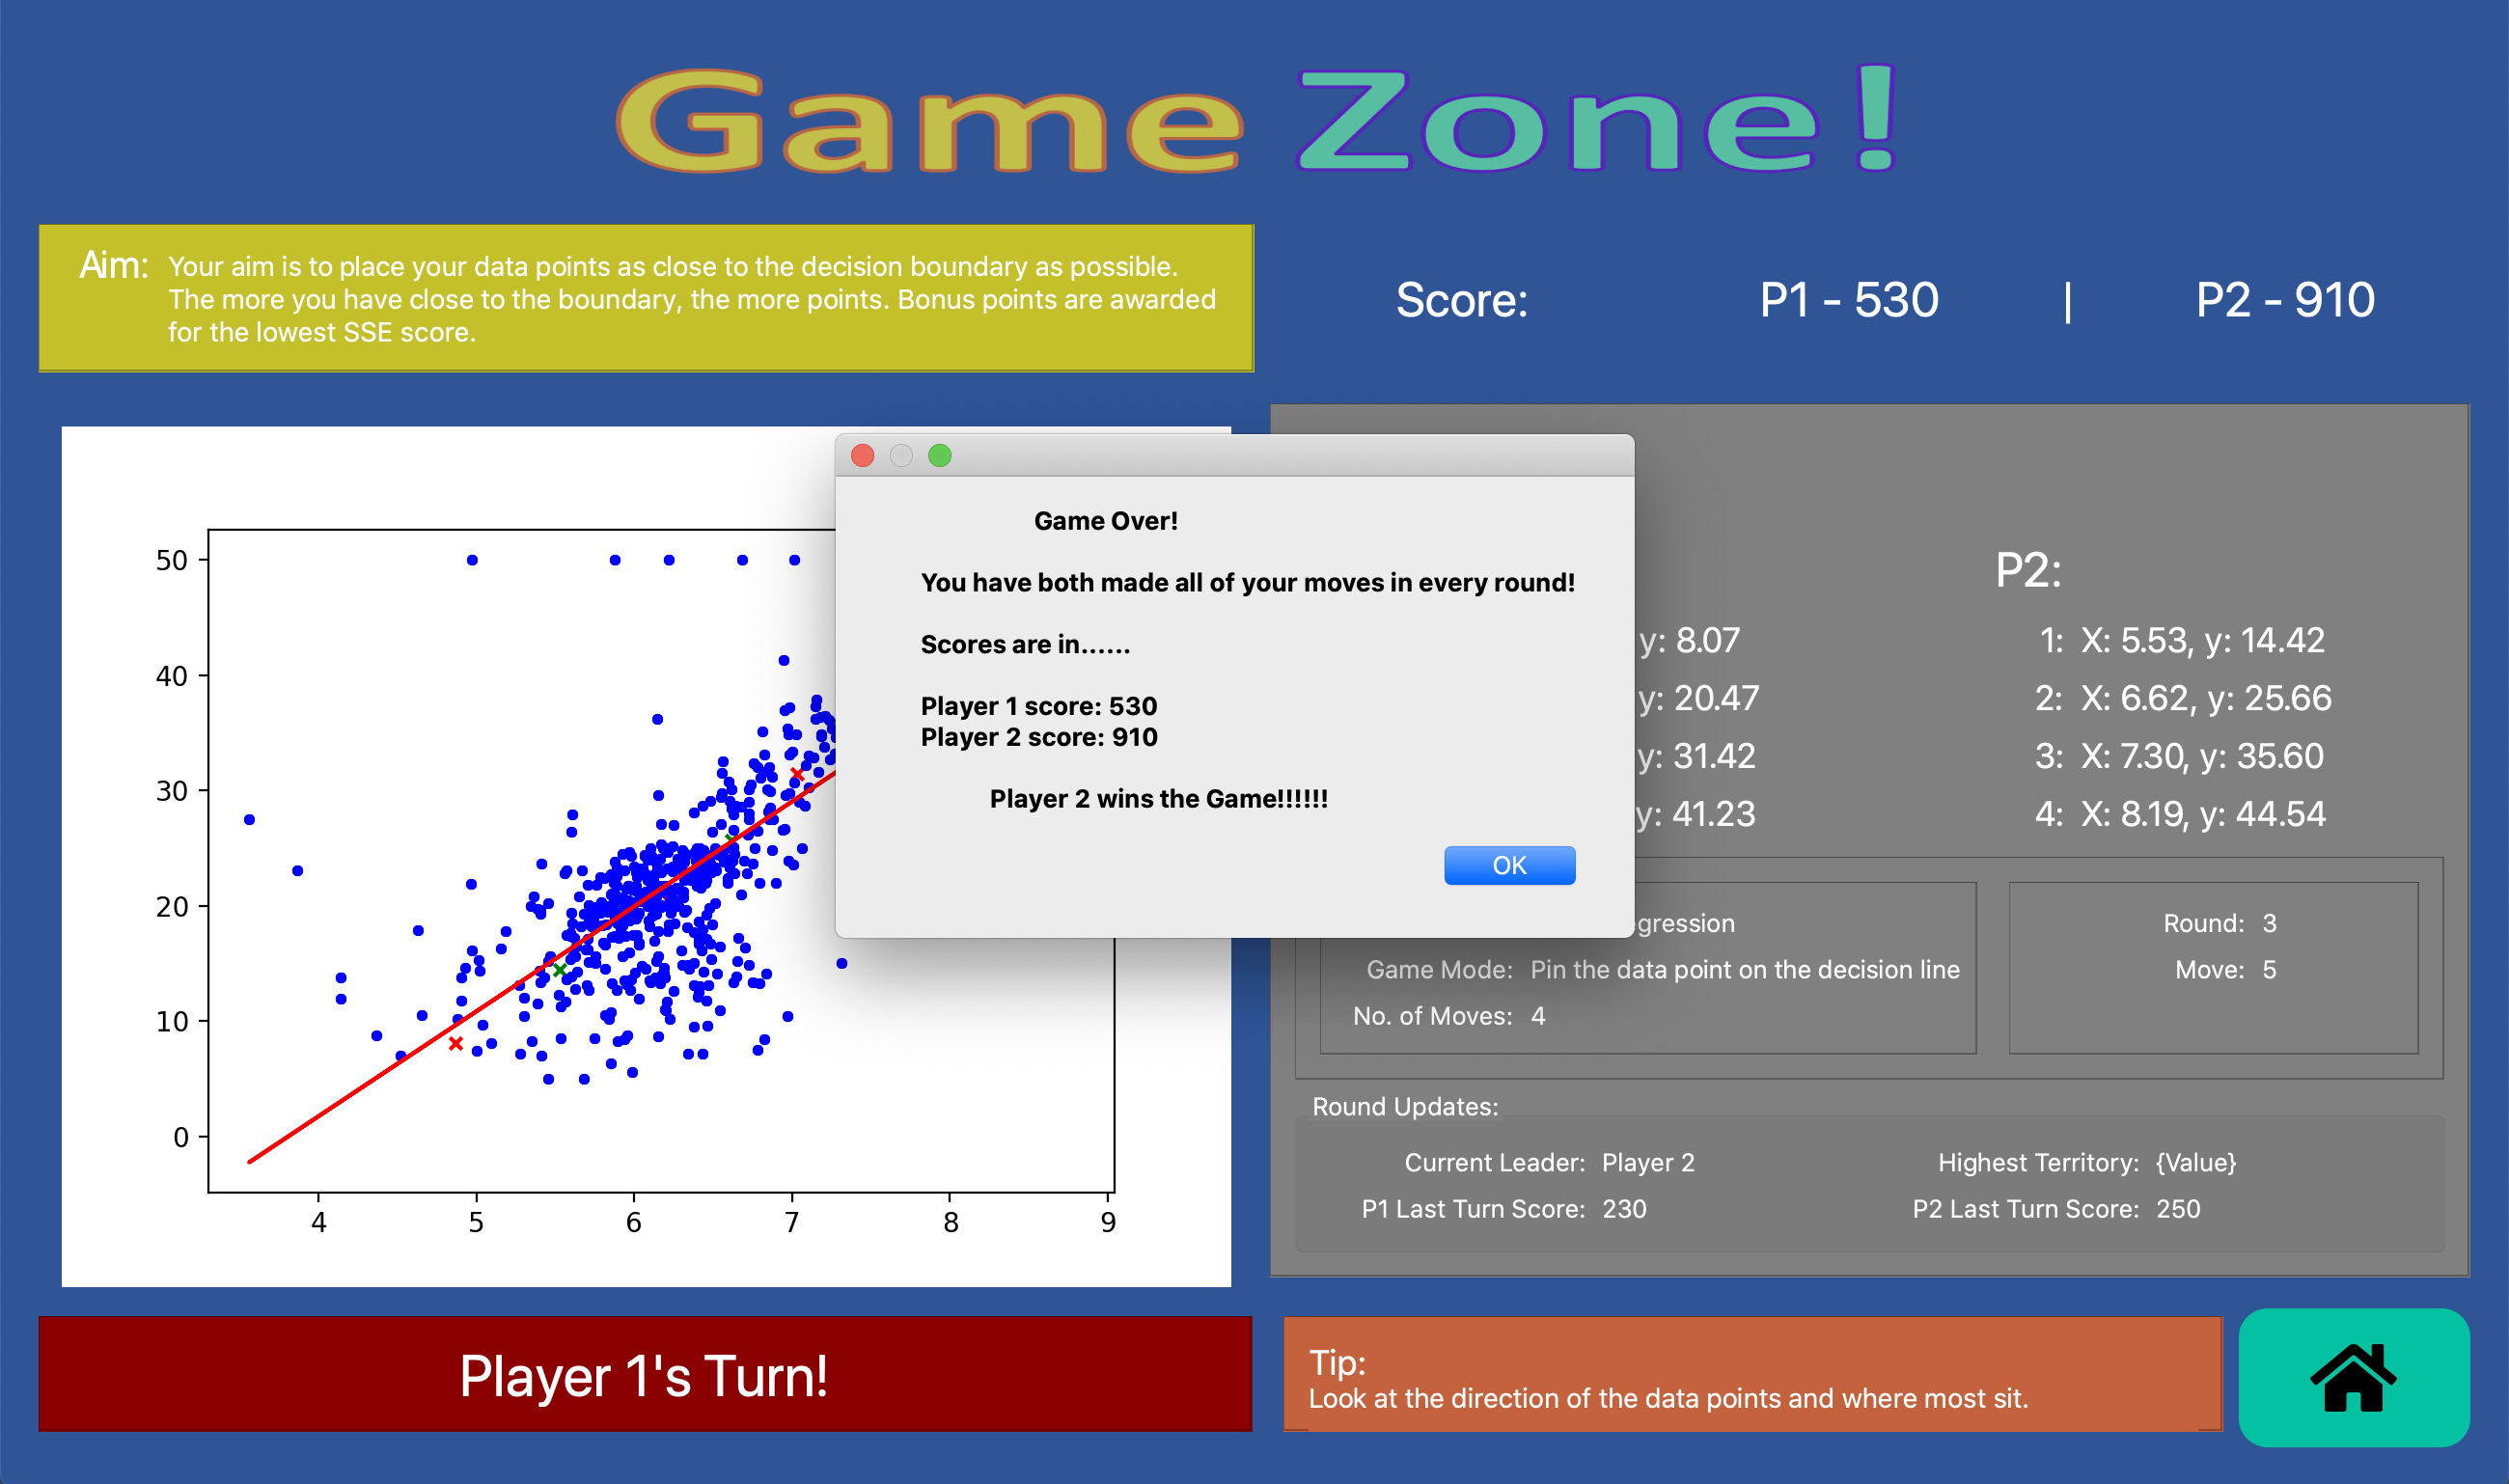 Game Zone!
Aim: Your aim is to place your data points as close to the decision boundary as possible.
The more you have close to the boundary, the more points. Bonus points are awarded
for the lowest SSE score.
Score: P1 - 530 | P2 - 910
50
40
30
20
10
0
4 5 6 7 8 9
Game Over!
You have both made all of your moves in every round!
Scores are in......
Player 1 score: 530
Player 2 score: 910
Player 2 wins the Game!!!!!!
OK
y: 8.07
y: 20.47
y: 31.42
y: 41.23
P2:
1: X: 5.53, y: 14.42
2: X: 6.62, y: 25.66
3: X: 7.30, y: 35.60
4: X: 8.19, y: 44.54
egression
Game Mode: Pin the data point on the decision line
No. of Moves: 4
Round: 3
Move: 5
Round Updates:
Current Leader: Player 2 Highest Territory: {Value}
P1 Last Turn Score: 230 P2 Last Turn Score: 250
Player 1's Turn!
Tip:
Look at the direction of the data points and where most sit.